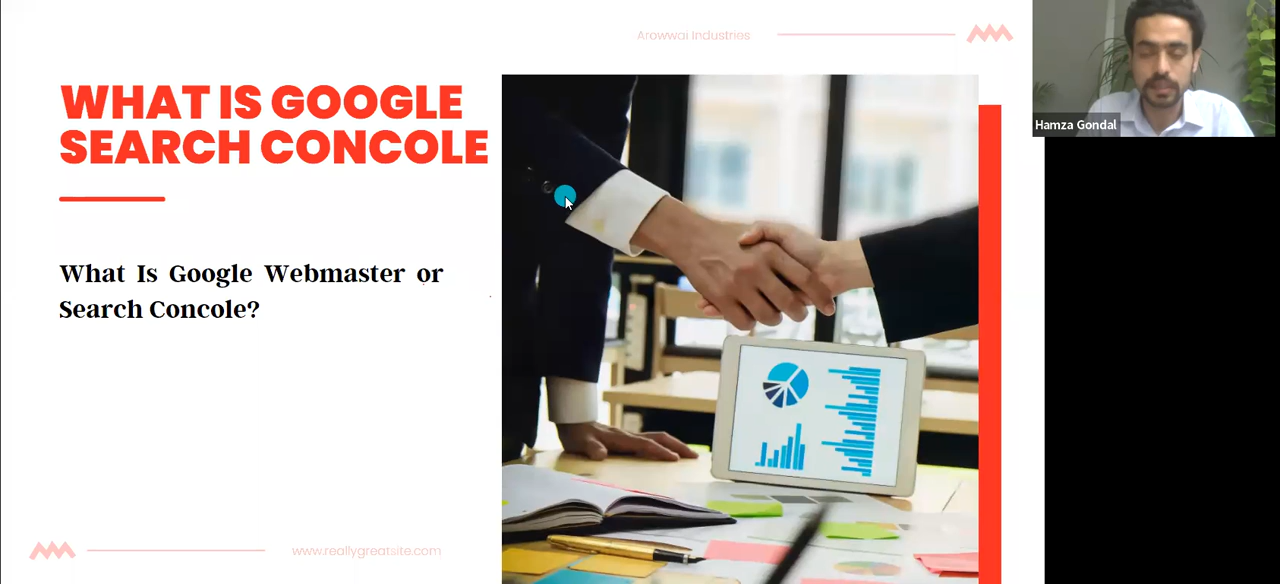 Arowwai Industries
WHAT IS GOOGLE
SEARCH CONCOLE
What Is Google Webmaster or
Search Concole?
www.reallygreatsite.com
Hamza Gondal